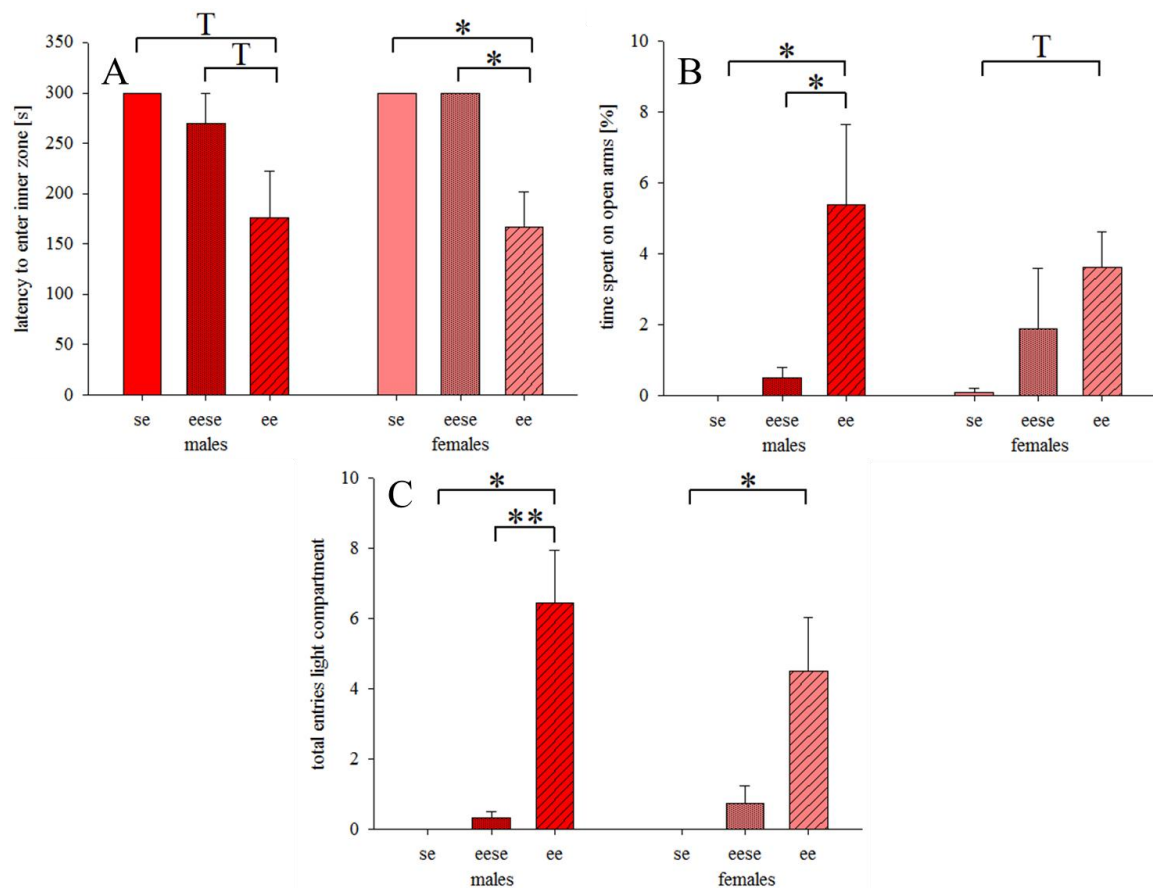 A
latency to enter inner zone [s]
350
300
250
200
150
100
50
0
T
T
*
*
se eese ee se eese ee
males females
B
time spent on open arms [%]
10
8
6
4
2
0
*
*
T
se eese ee se eese ee
males females
C
total entries light compartment
10
8
6
4
2
0
*
**
*
se eese ee se eese ee
males females